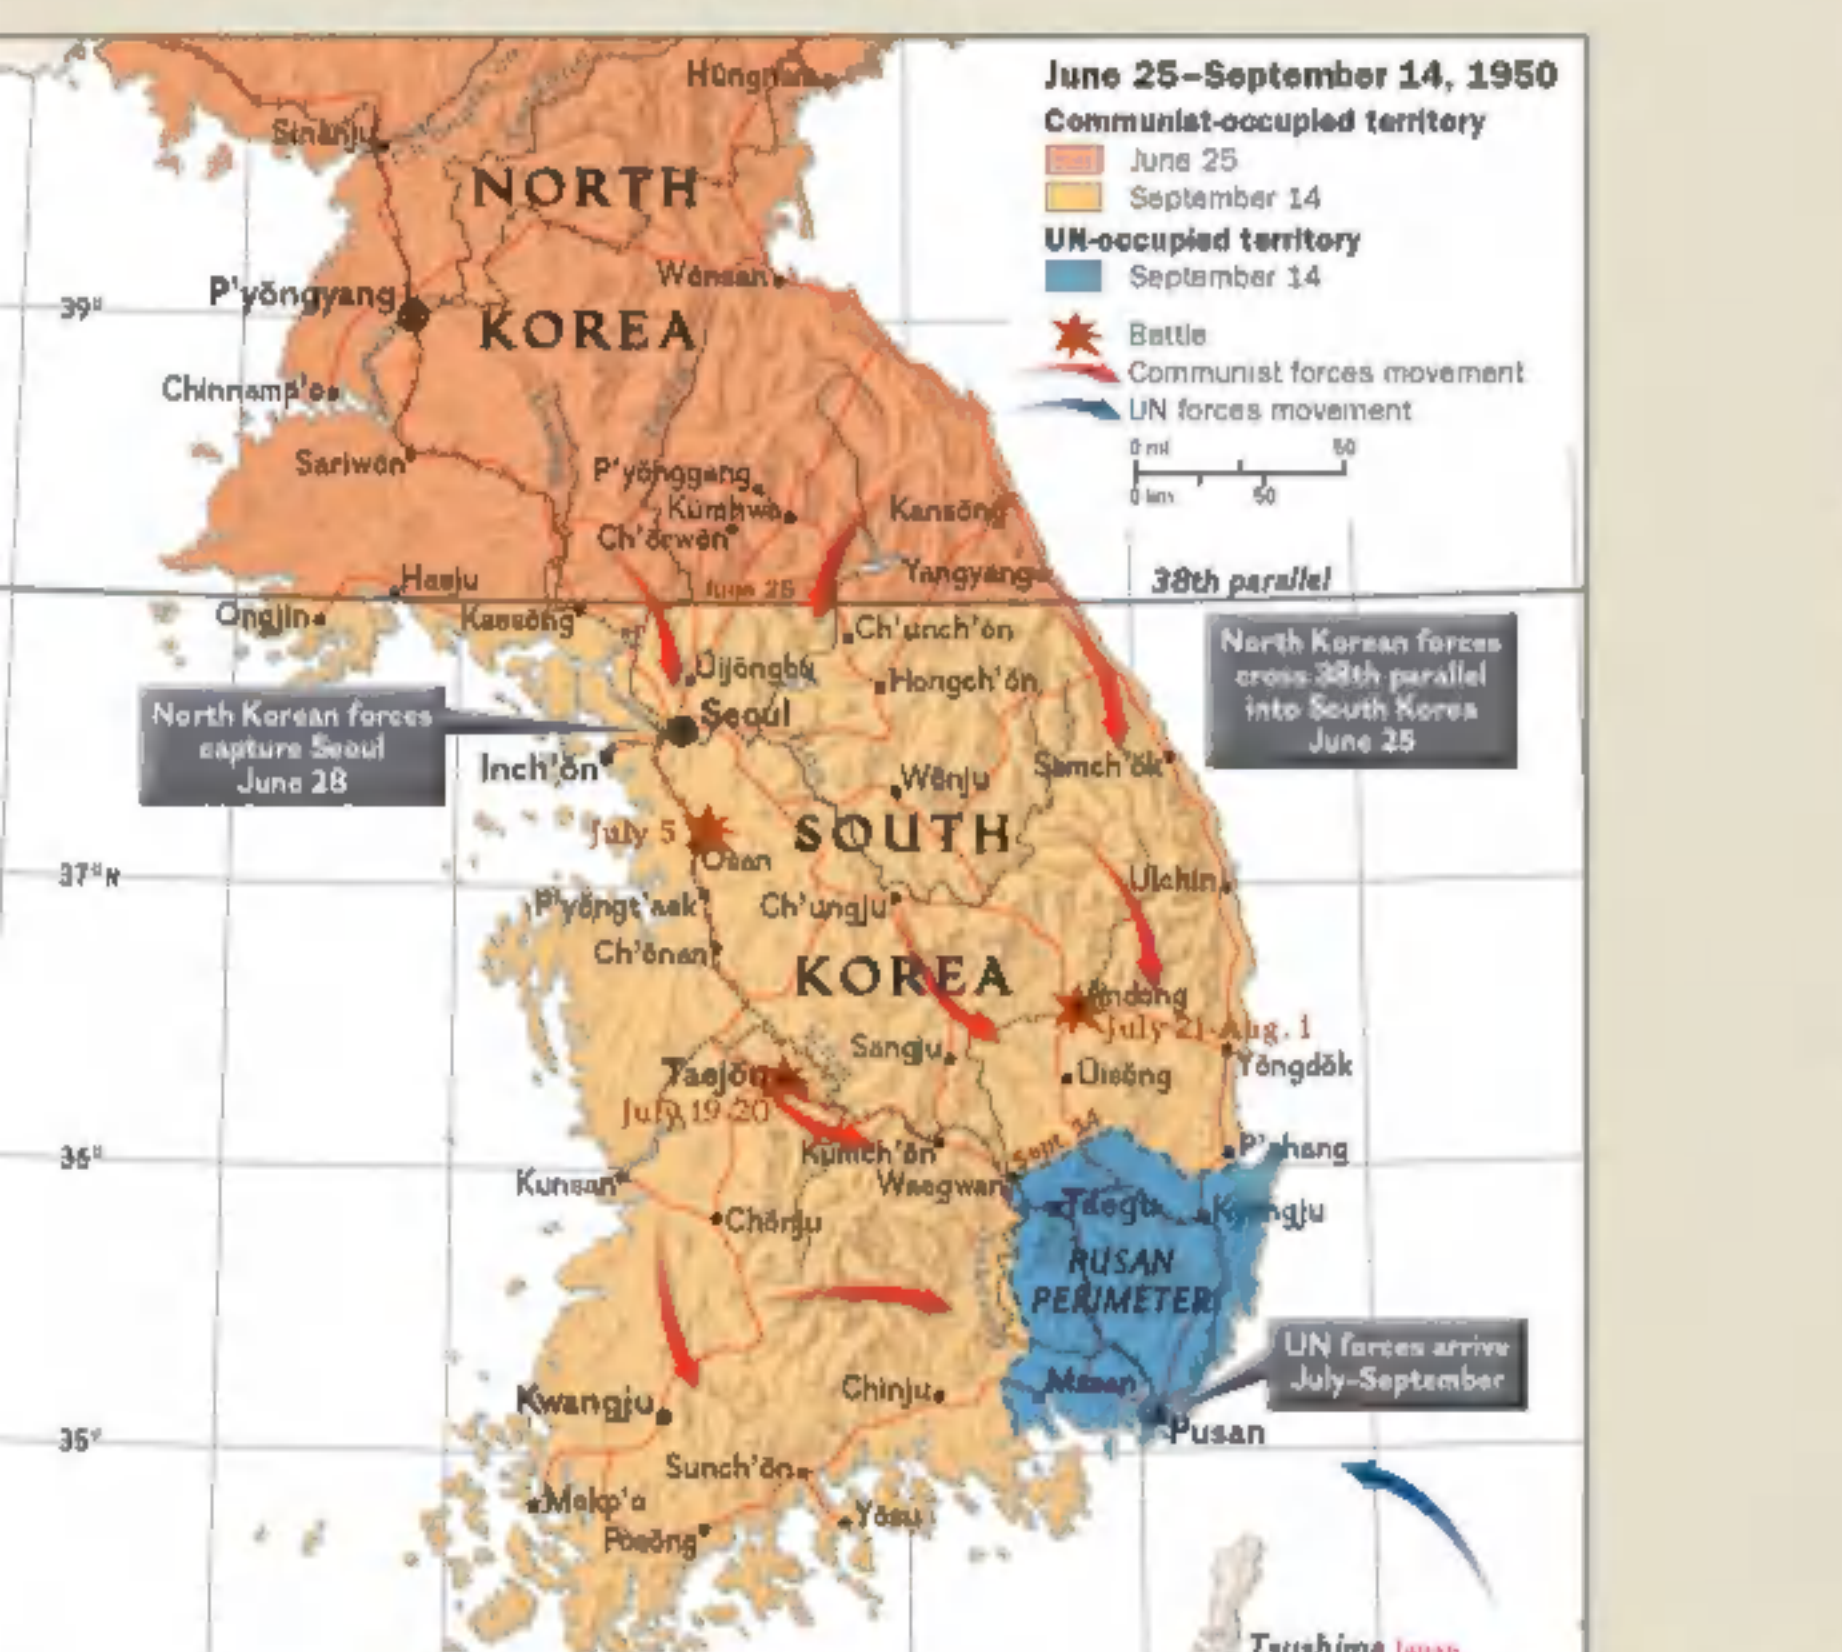 June 25–September 14, 1950
Communist-occupied territory
June 25
September 14
UN-occupied territory
September 14
Battle
Communist forces movement
UN forces movement
0 mi 50
0 km 50
Hŭngnam
Sinanju
NORTH
KOREA
Wŏnsan
P'yŏngyang
39°
Chinnamp'o
Sariwŏn
P'yŏnggang
Kŭmhwa
Ch'ŏrwŏn
Kansŏng
Yangyang
Haeju
June 25
38th parallel
Ongjin
Kaesŏng
Ch'unch'ŏn
North Korean forces
cross 38th parallel
into South Korea
June 25
Ŭijŏngbu
Hongch'ŏn
North Korean forces
capture Seoul
June 28
Seoul
Inch'ŏn
Samch'ŏk
Wŏnju
July 5
SOUTH
Osan
37°N
Ulchin
P'yŏngt'aek
Ch'ungju
Ch'ŏnan
KOREA
Andong
July 21-Aug. 1
Sangju
Yŏngdŏk
Taejŏn
Ŭisŏng
July 19-20
Sept. 14
36°
Kŭmch'ŏn
P'ohang
Kunsan
Waegwan
Taegu
Kyŏngju
Chŏnju
PUSAN
PERIMETER
UN forces arrive
July–September
Kwangju
Chinju
Masan
35°
Pusan
Sunch'ŏn
Mokp'o
Yŏsu
Posŏng
Tsushima Japan